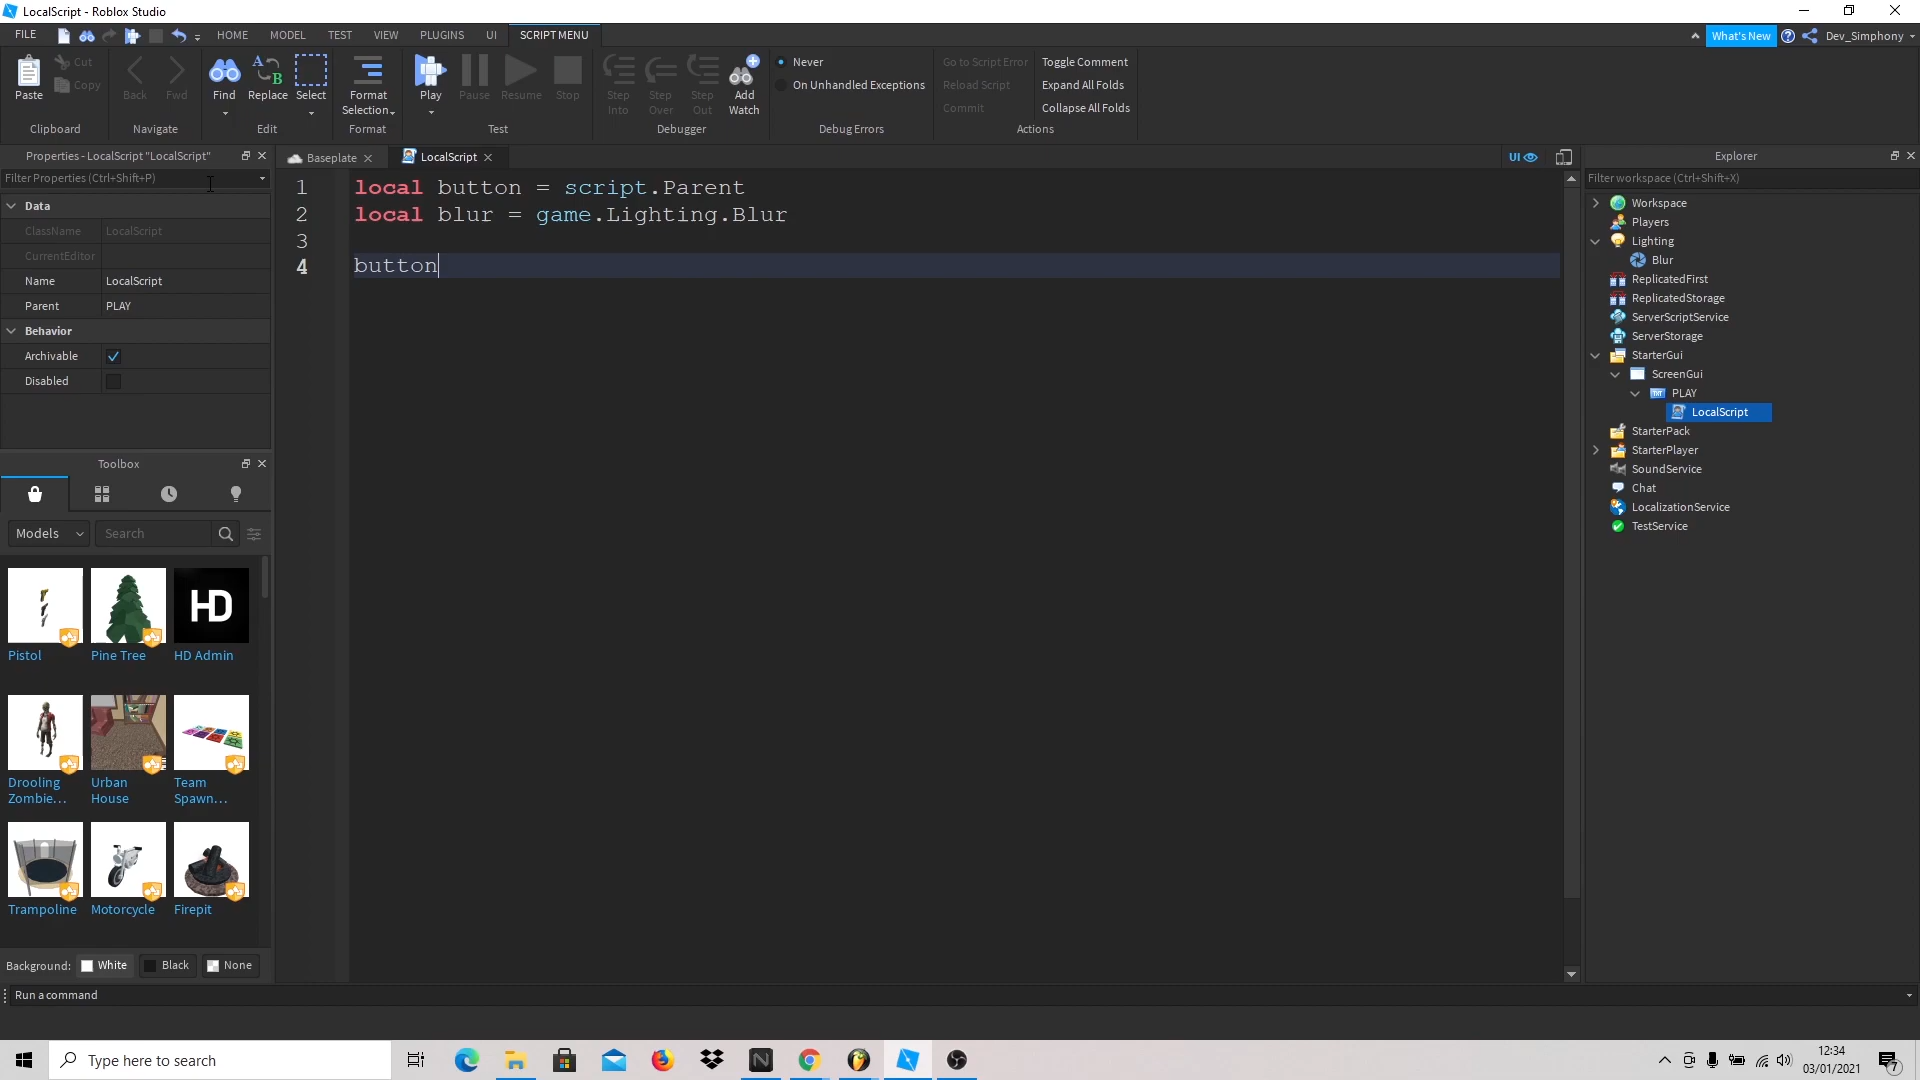 LocalScript - Roblox Studio
FILE
HOME MODEL TEST VIEW PLUGINS UI SCRIPT MENU
What's New
Dev_Simphony
Paste
Cut
Copy
Clipboard
Back Fwd
Navigate
Find Replace Select
Edit
Format Selection
Format
Play Pause Resume Stop
Test
Step Into
Step Over
Step Out
Add Watch
Debugger
Never
On Unhandled Exceptions
Debug Errors
Go to Script Error
Reload Script
Commit
Toggle Comment
Expand All Folds
Collapse All Folds
Actions
Properties - LocalScript "LocalScript"
Filter Properties (Ctrl+Shift+P)
Data
ClassName LocalScript
CurrentEditor
Name LocalScript
Parent PLAY
Behavior
Archivable
Disabled
Toolbox
Models
Search
Pistol
Pine Tree
HD
HD Admin
Drooling Zombie...
Urban House
Team Spawn...
Trampoline
Motorcycle
Firepit
Background: White Black None
Baseplate
LocalScript
UI
1 local button = script.Parent
2 local blur = game.Lighting.Blur
3
4 button
Explorer
Filter workspace (Ctrl+Shift+X)
Workspace
Players
Lighting
Blur
ReplicatedFirst
ReplicatedStorage
ServerScriptService
ServerStorage
StarterGui
ScreenGui
PLAY
LocalScript
StarterPack
StarterPlayer
SoundService
Chat
LocalizationService
TestService
Run a command
Type here to search
12:34
03/01/2021
7